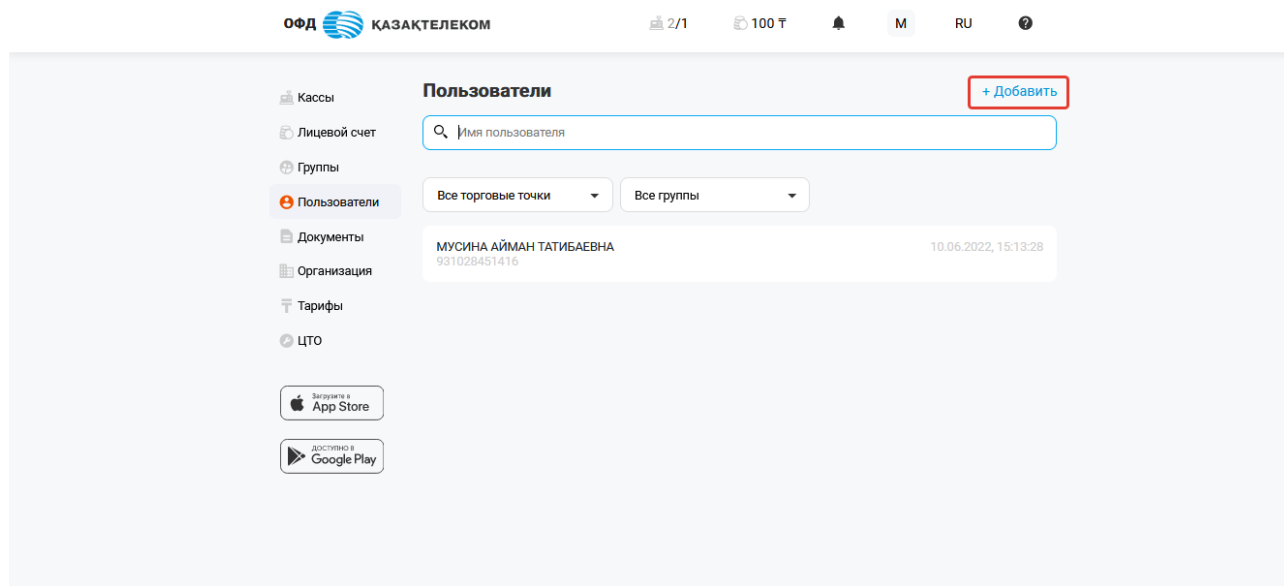 ОФД ҚАЗАҚТЕЛЕКОМ 2/1 100 ₸ М RU ?
Кассы
Лицевой счет
Группы
Пользователи
Документы
Организация
Тарифы
ЦТО
Загрузите в
App Store
ДОСТУПНО В
Google Play
Пользователи + Добавить
Имя пользователя
Все торговые точки Все группы
МУСИНА АЙМАН ТАТИБАЕВНА 10.06.2022, 15:13:28
931028451416